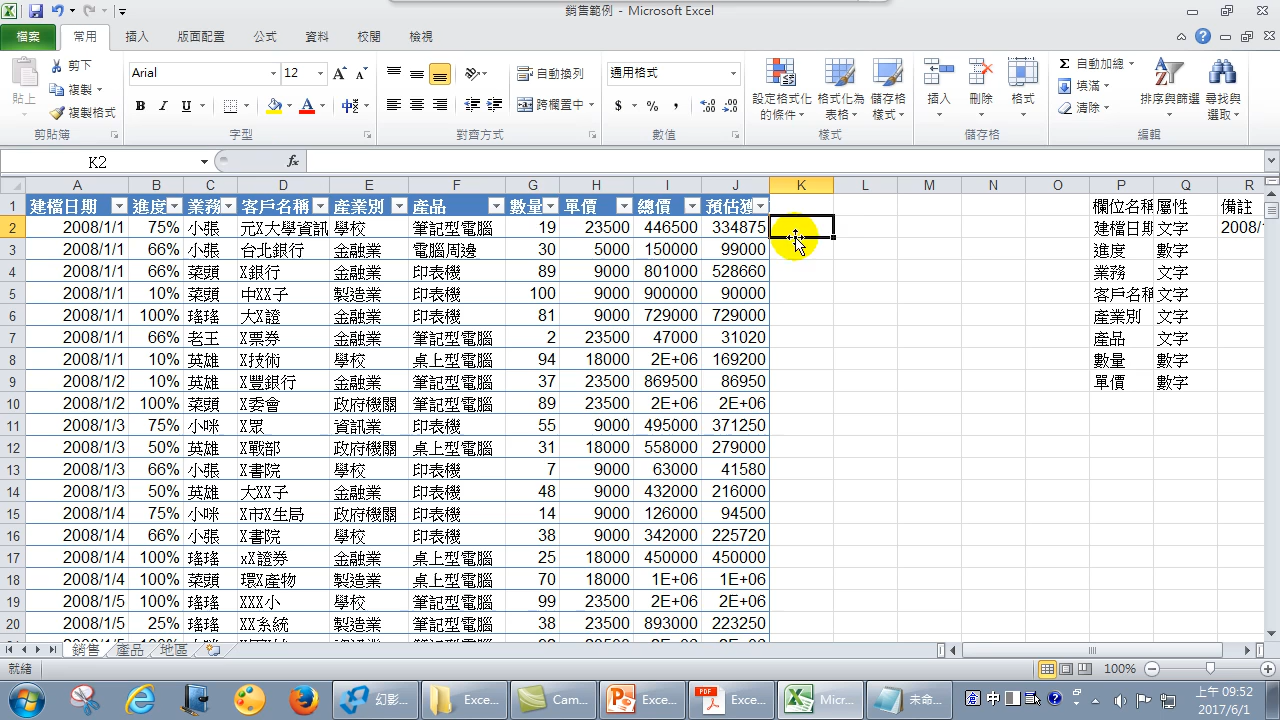 銷售範例 - Microsoft Excel
檔案 常用 插入 版面配置 公式 資料 校閱 檢視
貼上 剪下 複製 複製格式 剪貼簿
Arial 12 B I U 字型
自動換列 跨欄置中 對齊方式
通用格式 $ % , 數值
設定格式化的條件 格式化為表格 儲存格樣式 樣式
插入 刪除 格式 儲存格
Σ 自動加總 填滿 清除 排序與篩選 尋找與選取 編輯
K2 fx
A B C D E F G H I J K L M N O P Q R
1 建檔日期 進度 業務 客戶名稱 產業別 產品 數量 單價 總價 預估 欄位名稱 屬性 備註
2 2008/1/1 75% 小張 元X大學資訊 學校 筆記型電腦 19 23500 446500 334875 建檔日期 文字 2008/
3 2008/1/1 66% 小張 台北銀行 金融業 電腦周邊 30 5000 150000 99000 進度 數字
4 2008/1/1 66% 菜頭 X銀行 金融業 印表機 89 9000 801000 528660 業務 文字
5 2008/1/1 10% 菜頭 中XX子 製造業 印表機 100 9000 900000 90000 客戶名稱 文字
6 2008/1/1 100% 瑤瑤 大X證 金融業 印表機 81 9000 729000 729000 產業別 文字
7 2008/1/1 66% 老王 X票券 金融業 筆記型電腦 2 23500 47000 31020 產品 文字
8 2008/1/1 10% 英雄 X技術 學校 桌上型電腦 94 18000 2E+06 169200 數量 數字
9 2008/1/2 10% 英雄 X豐銀行 金融業 筆記型電腦 37 23500 869500 86950 單價 數字
10 2008/1/2 100% 菜頭 X委會 政府機關 筆記型電腦 89 23500 2E+06 2E+06
11 2008/1/3 75% 小咪 X眾 資訊業 印表機 55 9000 495000 371250
12 2008/1/3 50% 英雄 X戰部 政府機關 桌上型電腦 31 18000 558000 279000
13 2008/1/3 66% 小張 X書院 學校 印表機 7 9000 63000 41580
14 2008/1/3 50% 英雄 大XX子 金融業 印表機 48 9000 432000 216000
15 2008/1/4 75% 小咪 X市X生局 政府機關 印表機 14 9000 126000 94500
16 2008/1/4 66% 小張 X書院 學校 印表機 38 9000 342000 225720
17 2008/1/4 100% 瑤瑤 xX證券 金融業 桌上型電腦 25 18000 450000 450000
18 2008/1/4 100% 菜頭 環X產物 製造業 桌上型電腦 70 18000 1E+06 1E+06
19 2008/1/5 100% 瑤瑤 XXX小 學校 筆記型電腦 99 23500 2E+06 2E+06
20 2008/1/5 25% 瑤瑤 XX系統 製造業 筆記型電腦 38 23500 893000 223250
銷售 產品 地區
就緒 100%
幻影... Exce... Cam... Exce... Exce... Micr... 未命... 中 上午 09:52
2017/6/1